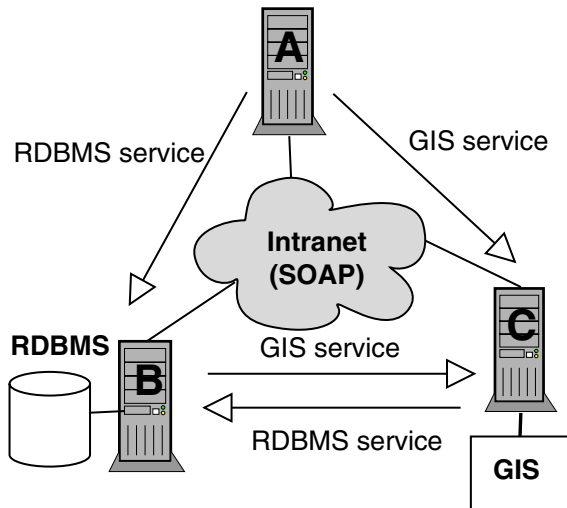 A
RDBMS service
GIS service
Intranet
(SOAP)
C
RDBMS
B
GIS service
RDBMS service
GIS